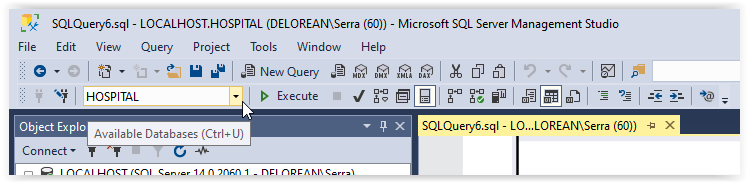 SQLQuery6.sql - LOCALHOST.HOSPITAL (DELOREAN\Serra (60)) - Microsoft SQL Server Management Studio
File Edit View Query Project Tools Window Help
New Query MDX DMX XMLA DAX
HOSPITAL Execute
Object Explo SQLQuery6.sql - LO...LOREAN\Serra (60))
Available Databases (Ctrl+U)
Connect
LOCALHOST (SQL Server 14.0.2060.1 - DELOREAN\Serra)